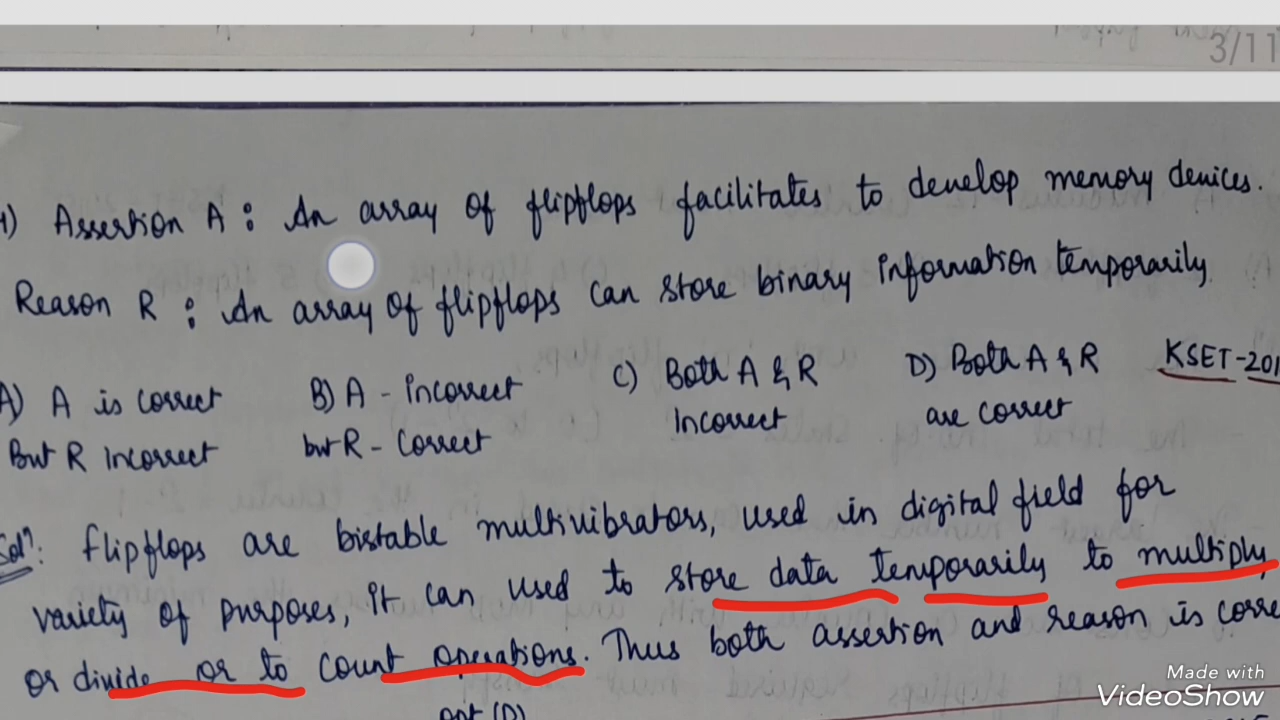 3/11
Assertion A : An array of flipflops facilitates to develop memory devices.
Reason R : An array of flipflops can store binary information temporarily.
A) A is correct B) A - Incorrect C) Both A & R D) Both A & R KSET-201
But R Incorrect but R - Correct Incorrect are correct
Soln: flipflops are bistable multivibrators, used in digital field for
variety of purposes, it can used to store data temporarily to multiply,
or divide or to count operations. Thus both assertion and reason is corre
opt (D)
Made with
VideoShow